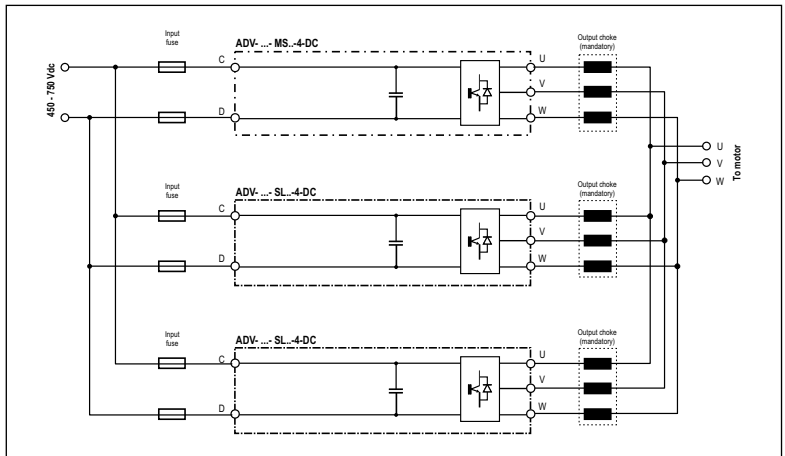 450 - 750 Vdc
Input
fuse
C
D
ADV- ...- MS..-4-DC
U
V
W
Output choke
(mandatory)
U
V
W
To motor
Input
fuse
C
D
ADV- ...- SL..-4-DC
U
V
W
Output choke
(mandatory)
Input
fuse
C
D
ADV- ...- SL..-4-DC
U
V
W
Output choke
(mandatory)